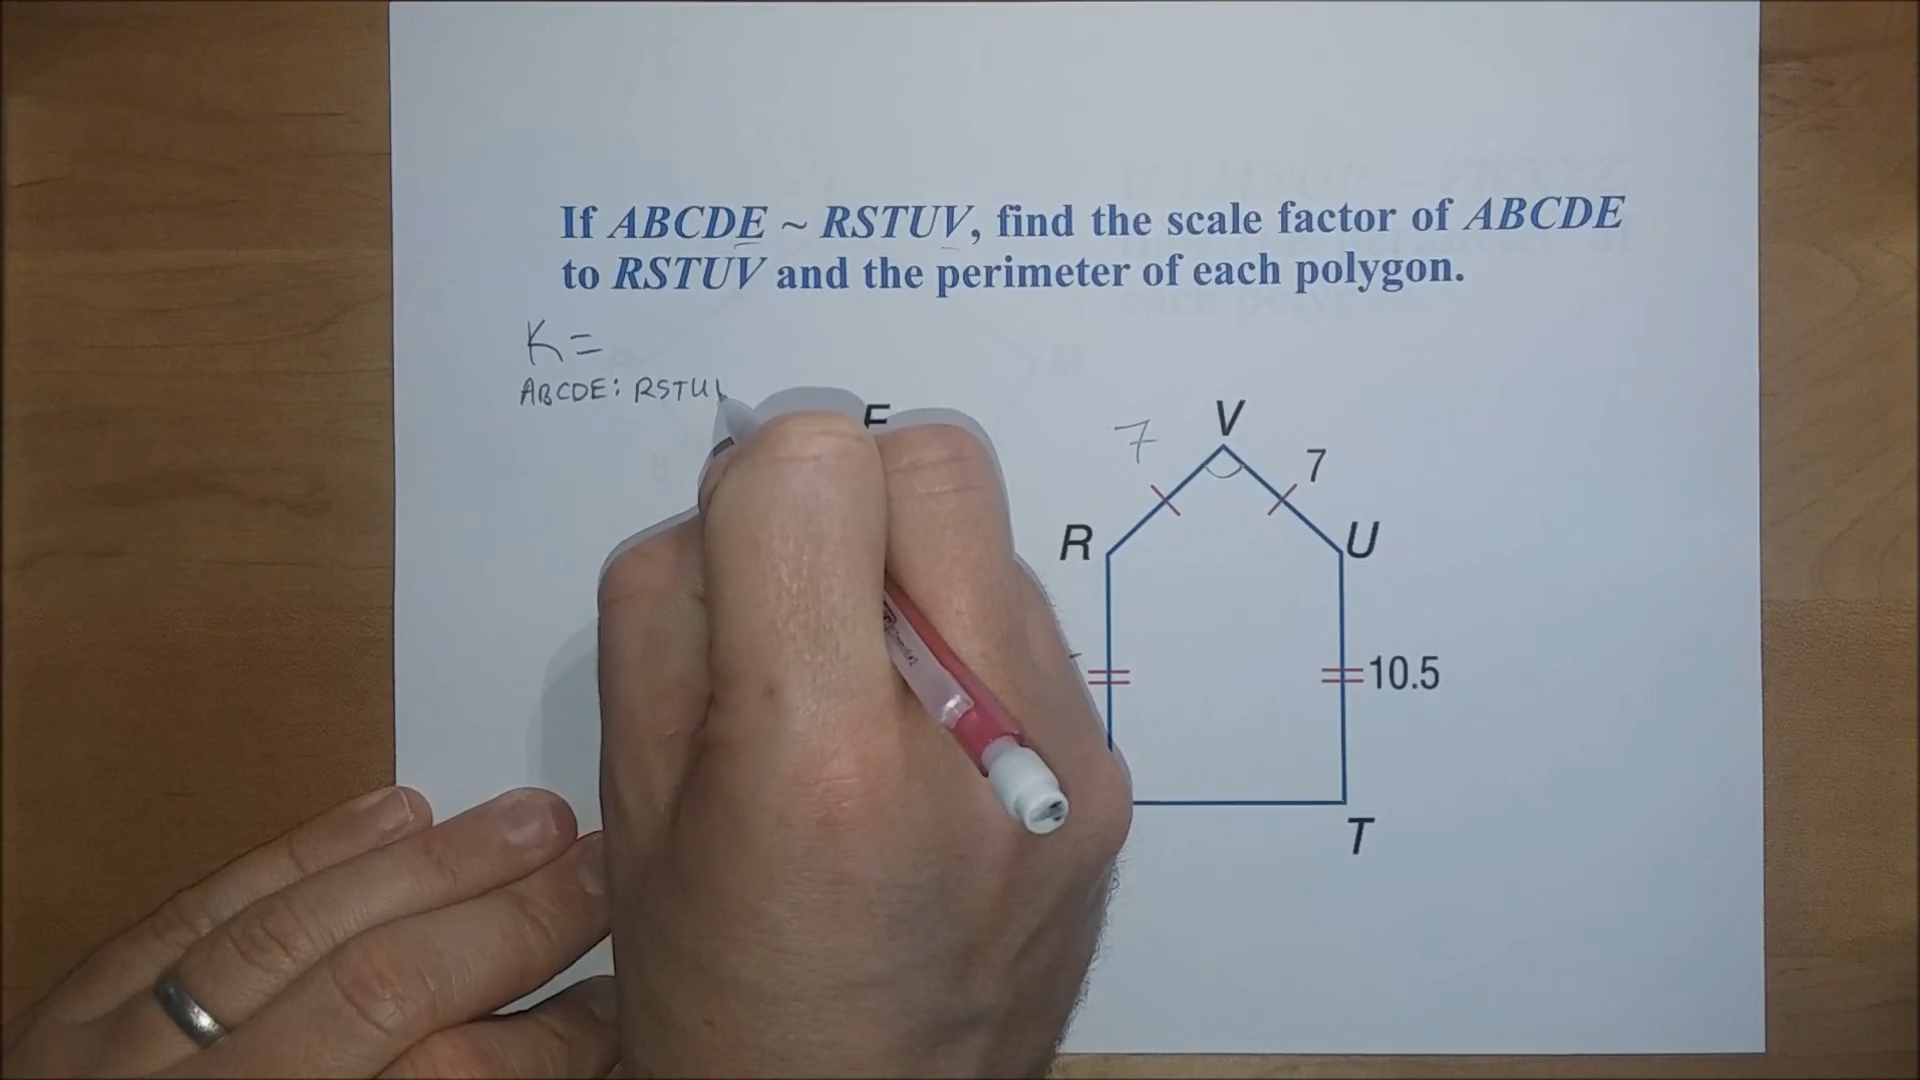 If ABCDE ~ RSTUV, find the scale factor of ABCDE
to RSTUV and the perimeter of each polygon.
K =
ABCDE: RSTU
E
V
7
7
R
U
10.5
T